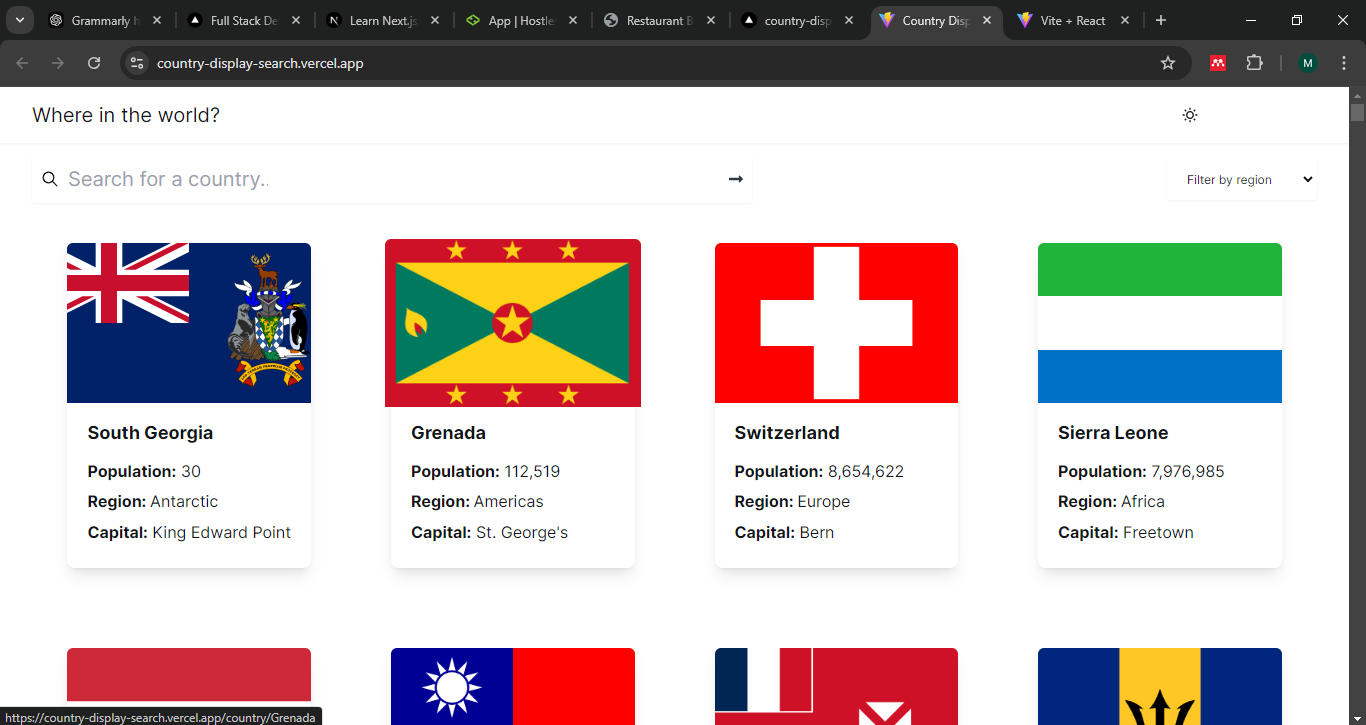 Grammarly h
Full Stack De
Learn Next.js
App | Hostle
Restaurant B
country-disp
Country Disp
Vite + React
country-display-search.vercel.app
M
Where in the world?
Search for a country..
Filter by region
South Georgia
Population: 30
Region: Antarctic
Capital: King Edward Point
Grenada
Population: 112,519
Region: Americas
Capital: St. George's
Switzerland
Population: 8,654,622
Region: Europe
Capital: Bern
Sierra Leone
Population: 7,976,985
Region: Africa
Capital: Freetown
https://country-display-search.vercel.app/country/Grenada